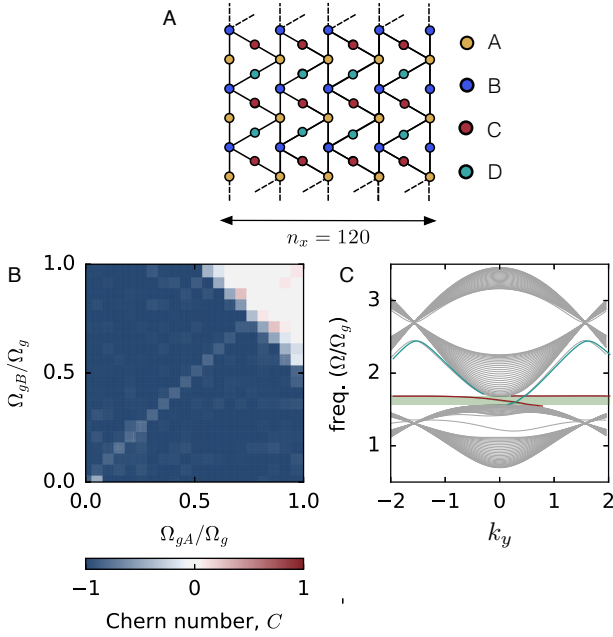 A
A
B
C
D
n_x = 120
B
1.0
0.5
0.0
Ω_gB/Ω_g
0.0 0.5 1.0
Ω_gA/Ω_g
−1 0 1
Chern number, C
C
3
2
1
freq. (Ω/Ω_g)
−2 −1 0 1 2
k_y